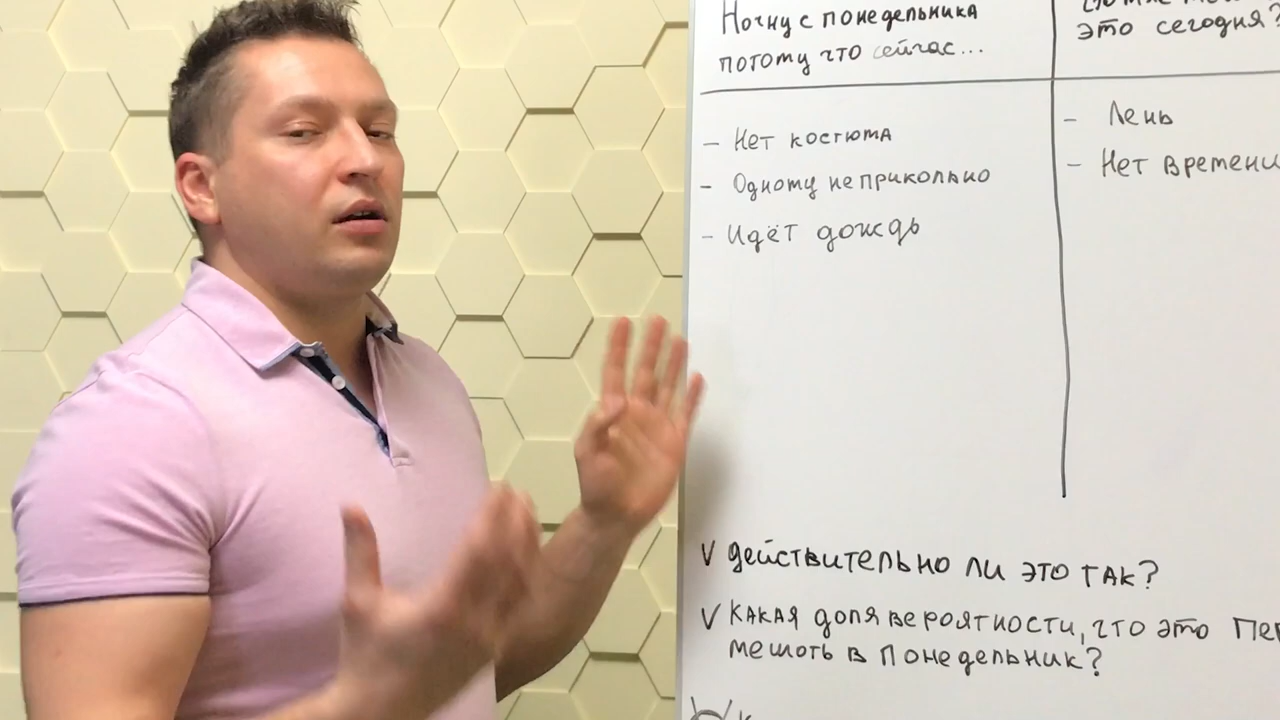 Начну с понедельника
потому что сейчас...
это сегодня?
- Нет костюма
- Одному не прикольно
- Идёт дождь
- Лень
- Нет времени
V действительно ли это так?
V Какая доля вероятности, что это
мешать в понедельник?